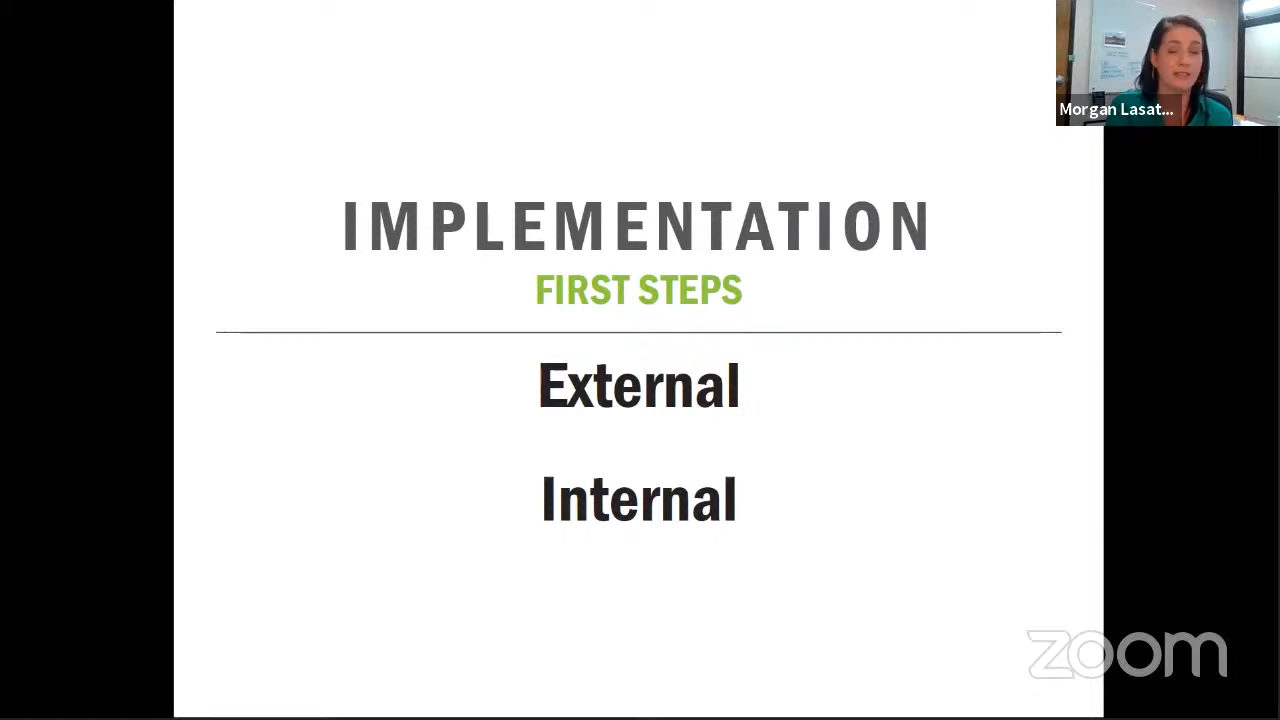 IMPLEMENTATION
FIRST STEPS
External
Internal
Morgan Lasat...
zoom